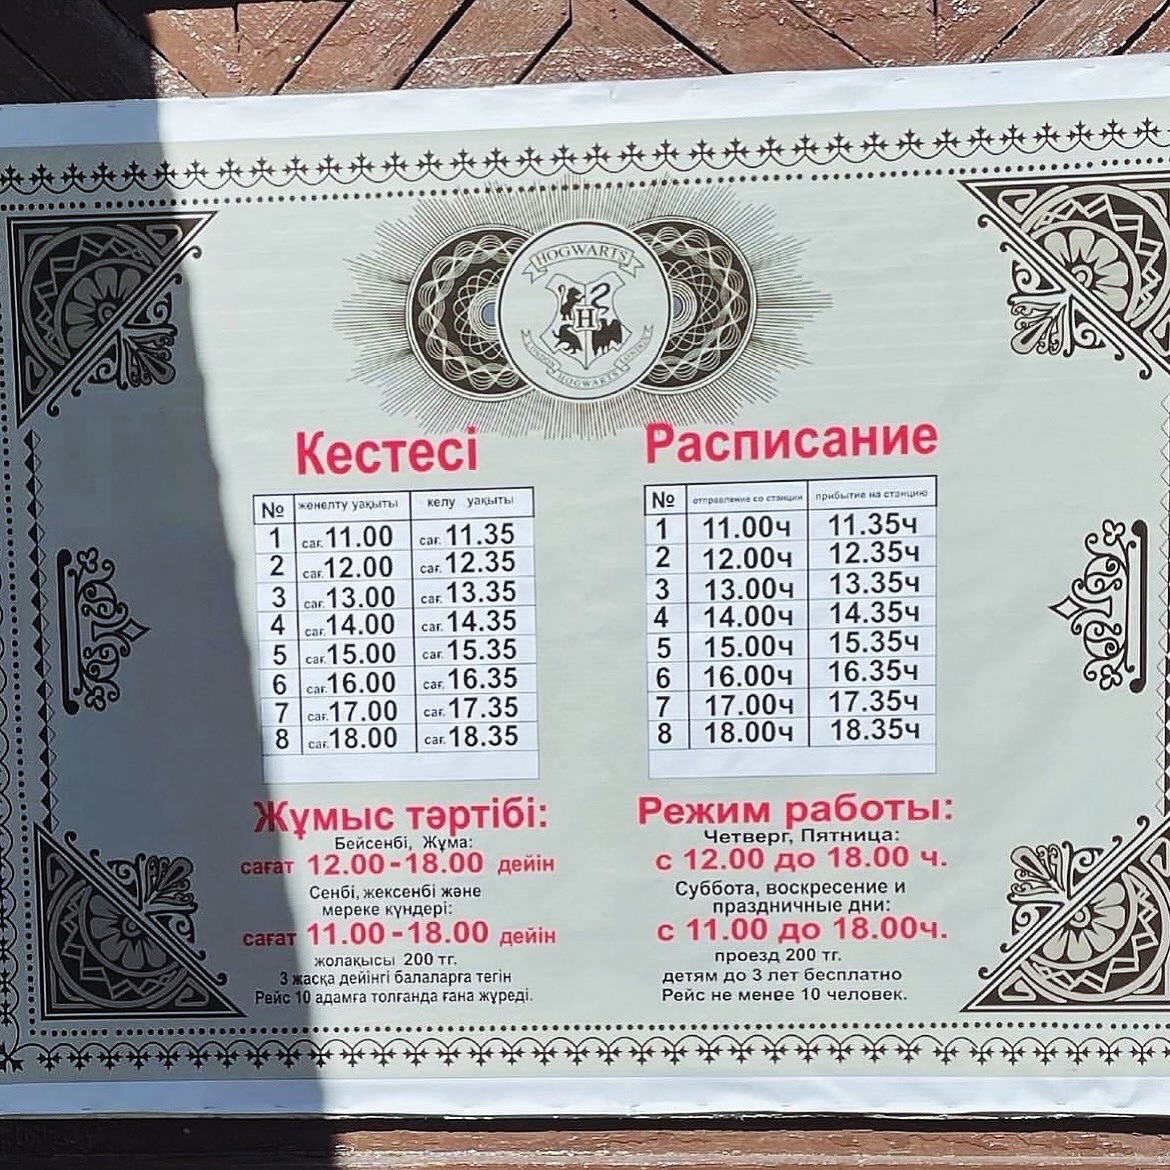 HOGWARTS
H
LONDON HOGWARTS LONDON
Кестесі
№ жөнелту уақыты келу уақыты
1 сағ.11.00 сағ.11.35
2 сағ.12.00 сағ.12.35
3 сағ.13.00 сағ.13.35
4 сағ.14.00 сағ.14.35
5 сағ.15.00 сағ.15.35
6 сағ.16.00 сағ.16.35
7 сағ.17.00 сағ.17.35
8 сағ.18.00 сағ.18.35
Жұмыс тәртібі:
Бейсенбі, Жұма:
сағат 12.00-18.00 дейін
Сенбі, жексенбі және
мереке күндері:
сағат 11.00-18.00 дейін
жолақысы 200 тг.
3 жасқа дейінгі балаларға тегін
Рейс 10 адамға толғанда ғана жүреді.
Расписание
№ отправление со станции прибытие на станцию
1 11.00ч 11.35ч
2 12.00ч 12.35ч
3 13.00ч 13.35ч
4 14.00ч 14.35ч
5 15.00ч 15.35ч
6 16.00ч 16.35ч
7 17.00ч 17.35ч
8 18.00ч 18.35ч
Режим работы:
Четверг, Пятница:
с 12.00 до 18.00 ч.
Суббота, воскресение и
праздничные дни:
с 11.00 до 18.00ч.
проезд 200 тг.
детям до 3 лет бесплатно
Рейс не менее 10 человек.